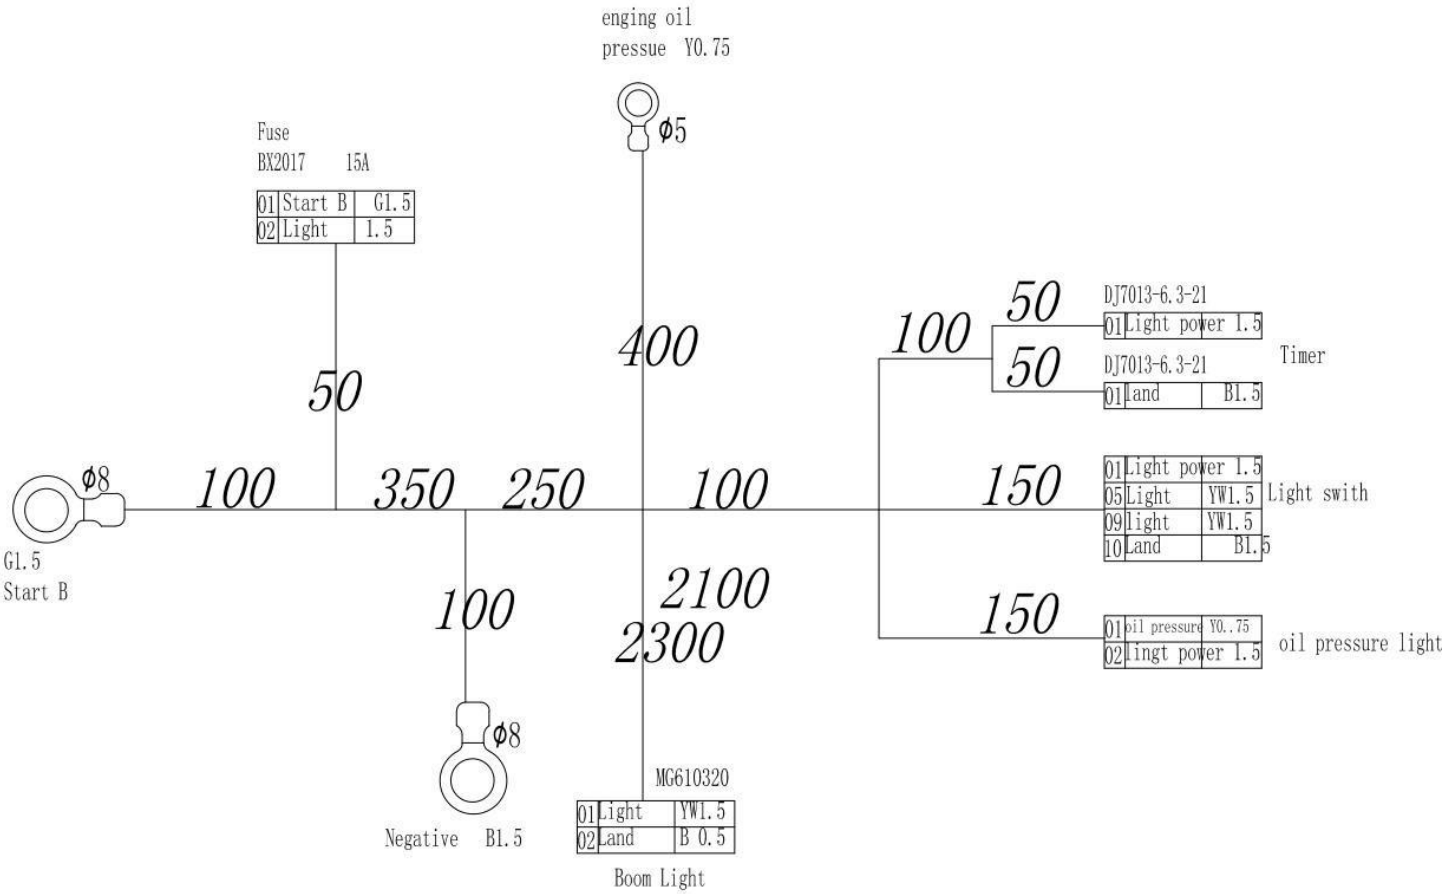 enging oil
pressue Y0.75
ϕ5
Fuse
BX2017 15A
01 Start B G1.5
02 Light 1.5
50
400
100
50
50
DJ7013-6.3-21
01 Light power 1.5
DJ7013-6.3-21
01 land B1.5
Timer
ϕ8
100
350
250
100
150
01 Light power 1.5
05 Light YW1.5
09 light YW1.5
10 Land B1.5
Light swith
G1.5
Start B
100
2100
2300
150
01 oil pressure Y0..75
02 lingt power 1.5
oil pressure light
ϕ8
Negative B1.5
MG610320
01 Light YW1.5
02 Land B 0.5
Boom Light